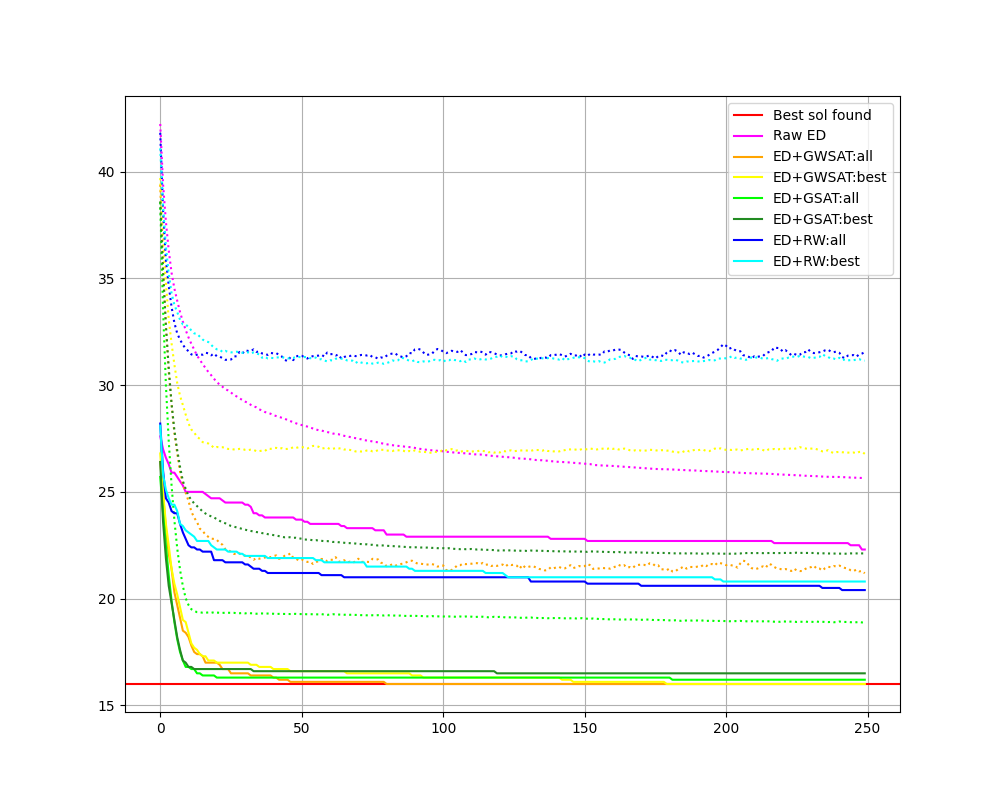 Best sol found
Raw ED
ED+GWSAT:all
ED+GWSAT:best
ED+GSAT:all
ED+GSAT:best
ED+RW:all
ED+RW:best
40
35
30
25
20
15
0 50 100 150 200 250